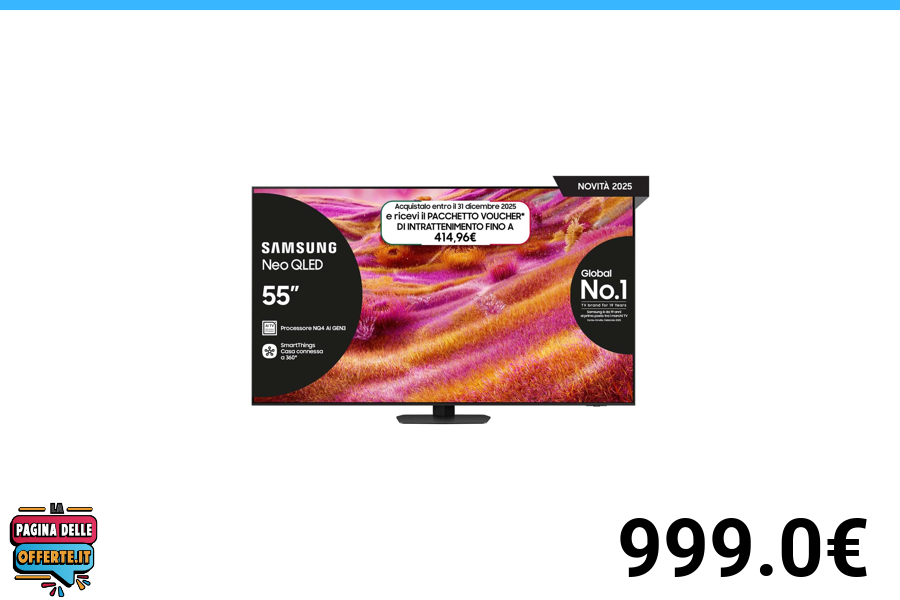 NOVITÀ 2025
Acquistalo entro il 31 dicembre 2025
e ricevi il PACCHETTO VOUCHER*
DI INTRATTENIMENTO FINO A
414,96€
SAMSUNG
Neo QLED
55"
Processore NQ4 AI GEN3
SmartThings
Casa connessa
a 360°
Global
No.1
TV brand for 19 Years
LA
PAGINA DELLE
OFFERTE.IT
999.0€